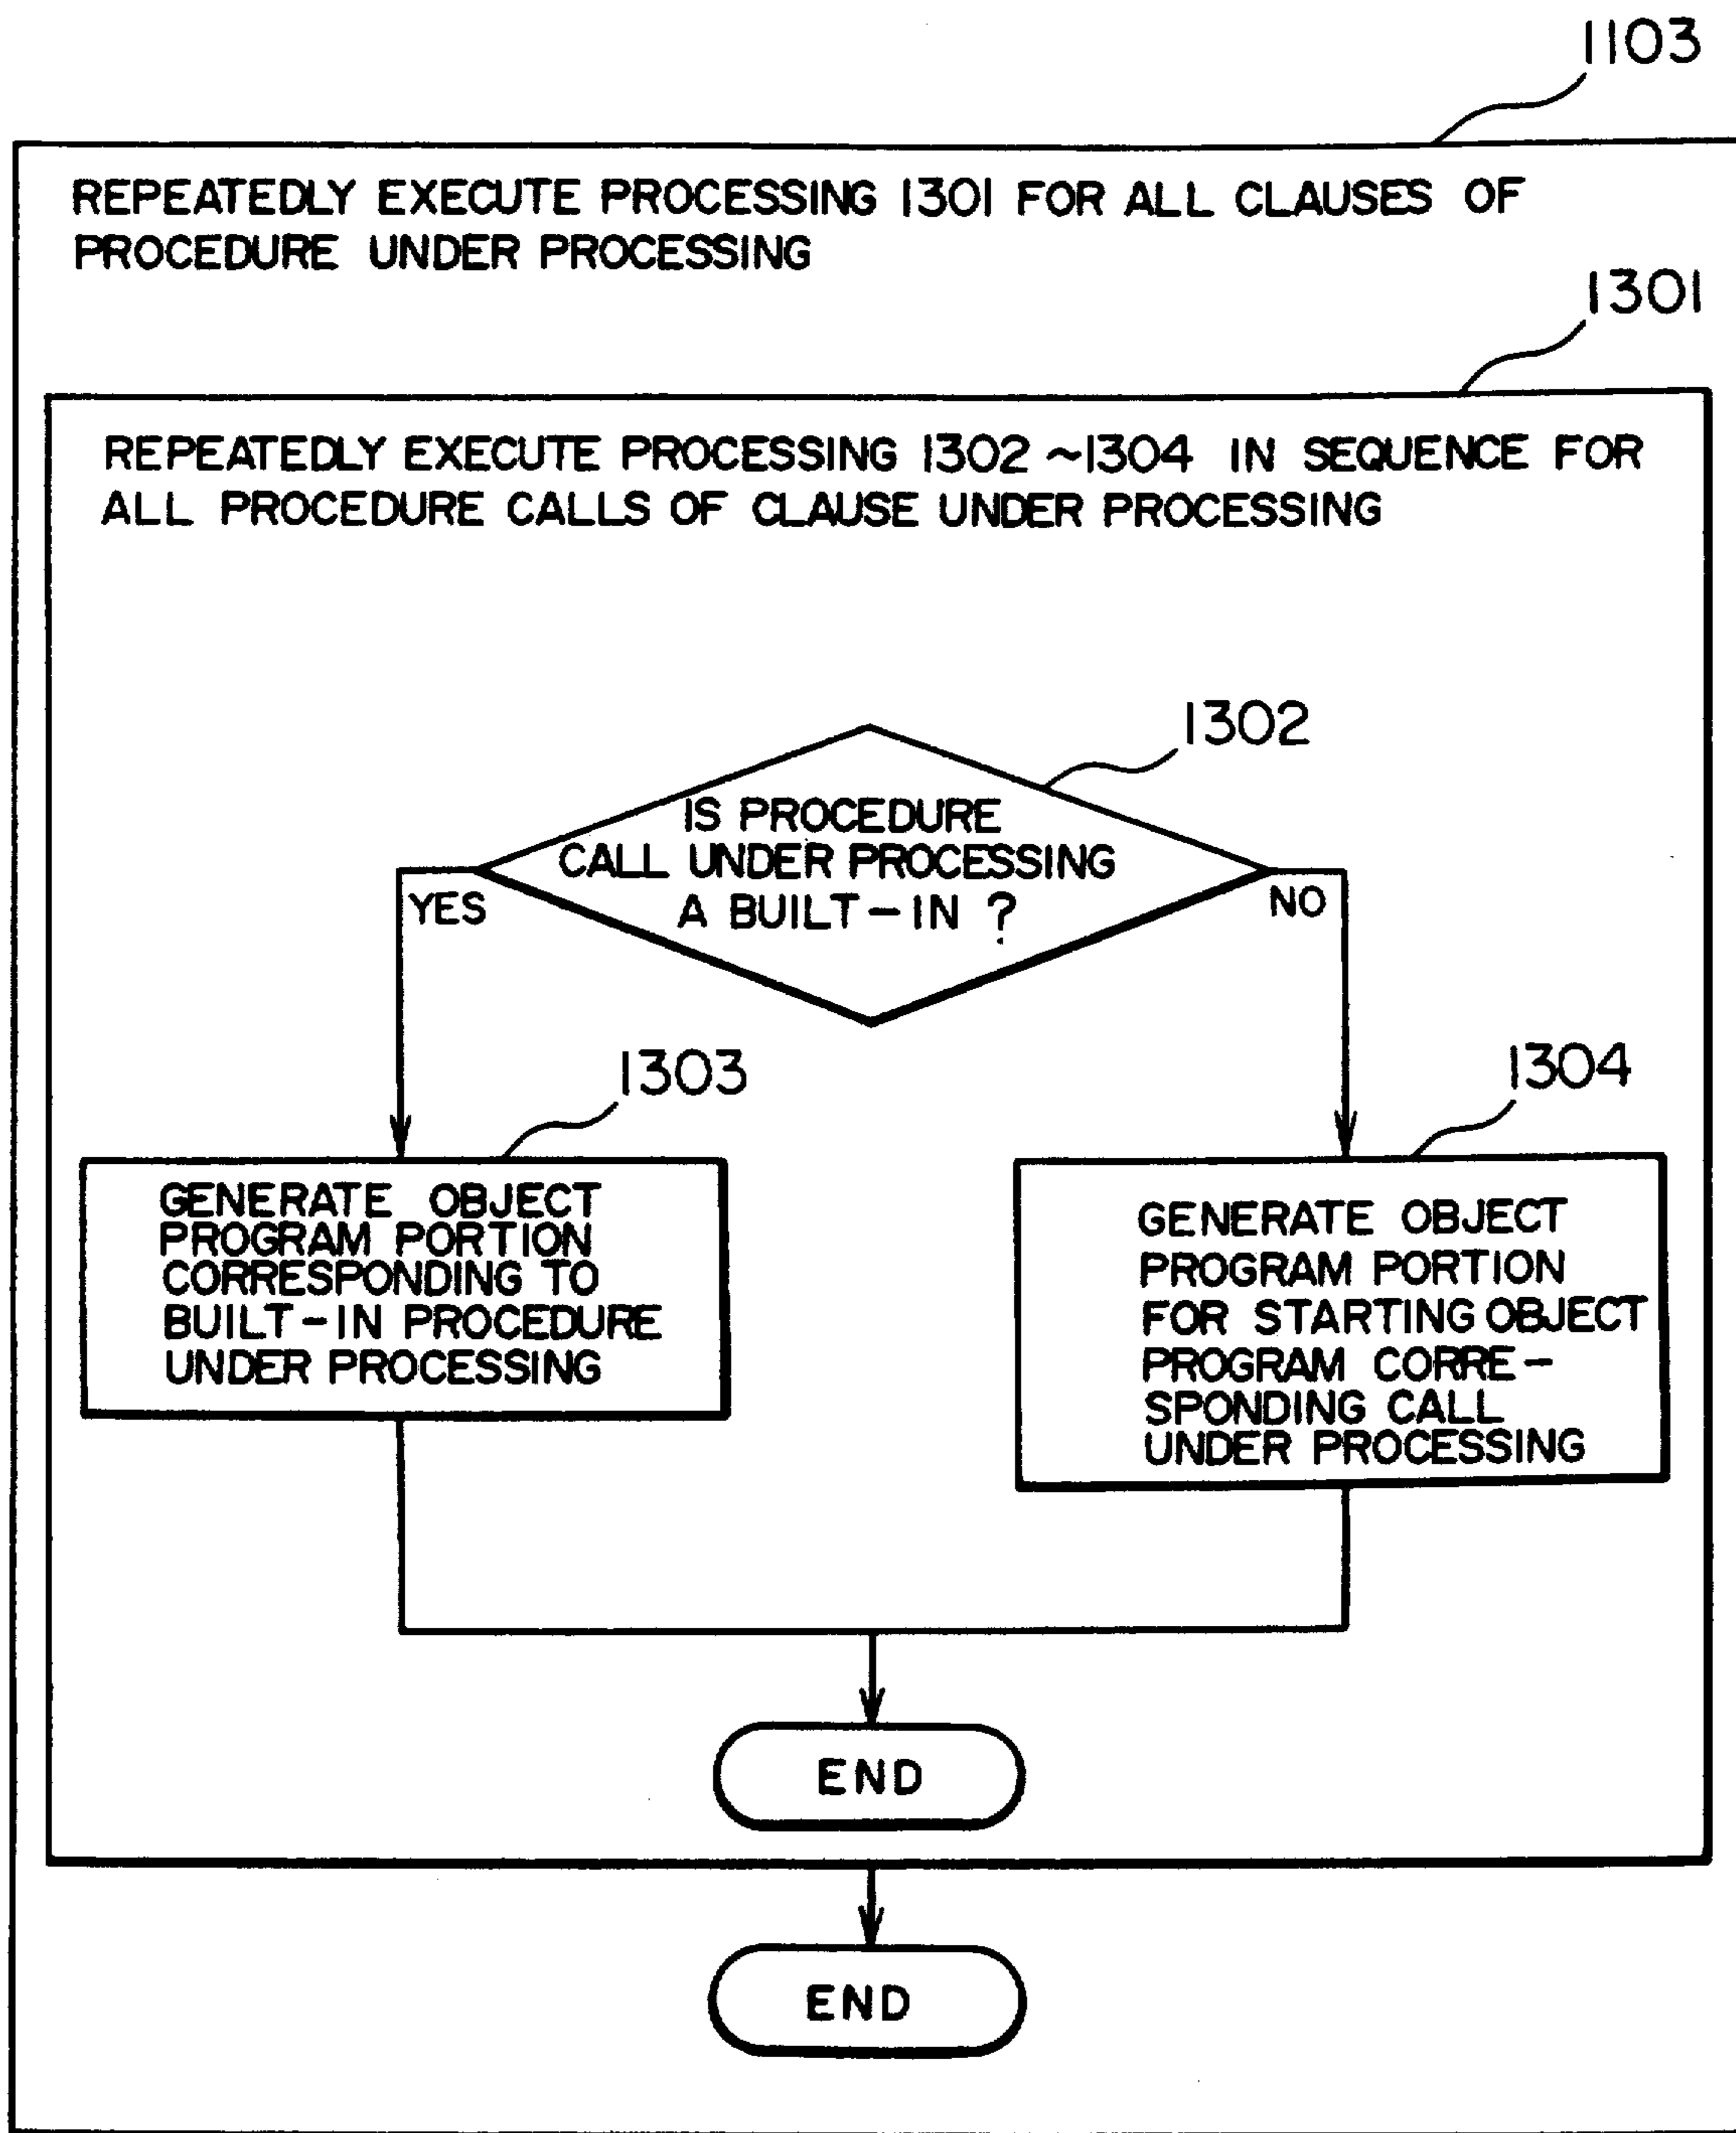 1103
REPEATEDLY EXECUTE PROCESSING 1301 FOR ALL CLAUSES OF
PROCEDURE UNDER PROCESSING
1301
REPEATEDLY EXECUTE PROCESSING 1302 ~1304 IN SEQUENCE FOR
ALL PROCEDURE CALLS OF CLAUSE UNDER PROCESSING
1302
IS PROCEDURE
CALL UNDER PROCESSING
A BUILT-IN ?
YES
NO
1303
1304
GENERATE OBJECT
PROGRAM PORTION
CORRESPONDING TO
BUILT-IN PROCEDURE
UNDER PROCESSING
GENERATE OBJECT
PROGRAM PORTION
FOR STARTING OBJECT
PROGRAM CORRE-
SPONDING CALL
UNDER PROCESSING
END
END